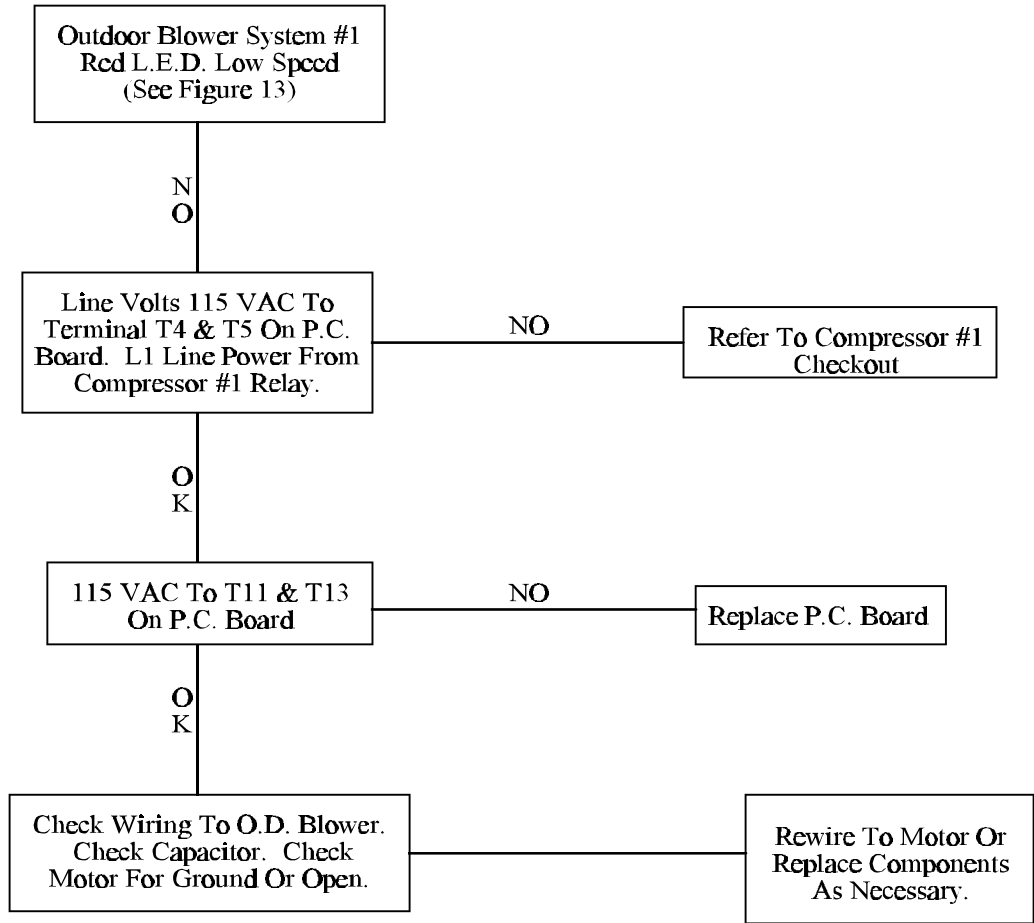 Outdoor Blower System #1
Red L.E.D. Low Speed
(See Figure 13)
N
O
Line Volts 115 VAC To
Terminal T4 & T5 On P.C.
Board. L1 Line Power From
Compressor #1 Relay.
NO
Refer To Compressor #1
Checkout
O
K
115 VAC To T11 & T13
On P.C. Board
NO
Replace P.C. Board
O
K
Check Wiring To O.D. Blower.
Check Capacitor. Check
Motor For Ground Or Open.
Rewire To Motor Or
Replace Components
As Necessary.